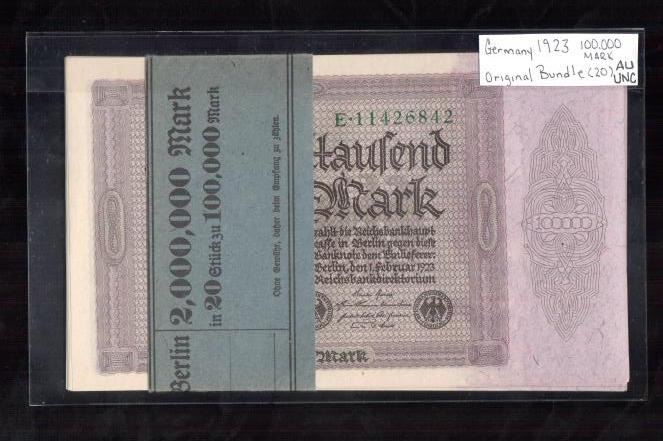 Germany 1923 100.000
MARK
Original Bundle (20) AU
UNC
Berlin 2,000,000 Mark
in 20 Stück zu 100,000 Mark
Ohne Gewähr, daher beim Empfang zu zählen.
E·11426842
tausend
Mark
zahlt die Reichsbankhaupt-
kasse in Berlin gegen diese
Banknote dem Einlieferer.
Berlin, den 1. Februar 1923
Reichsbankdirektorium
Mark
100000